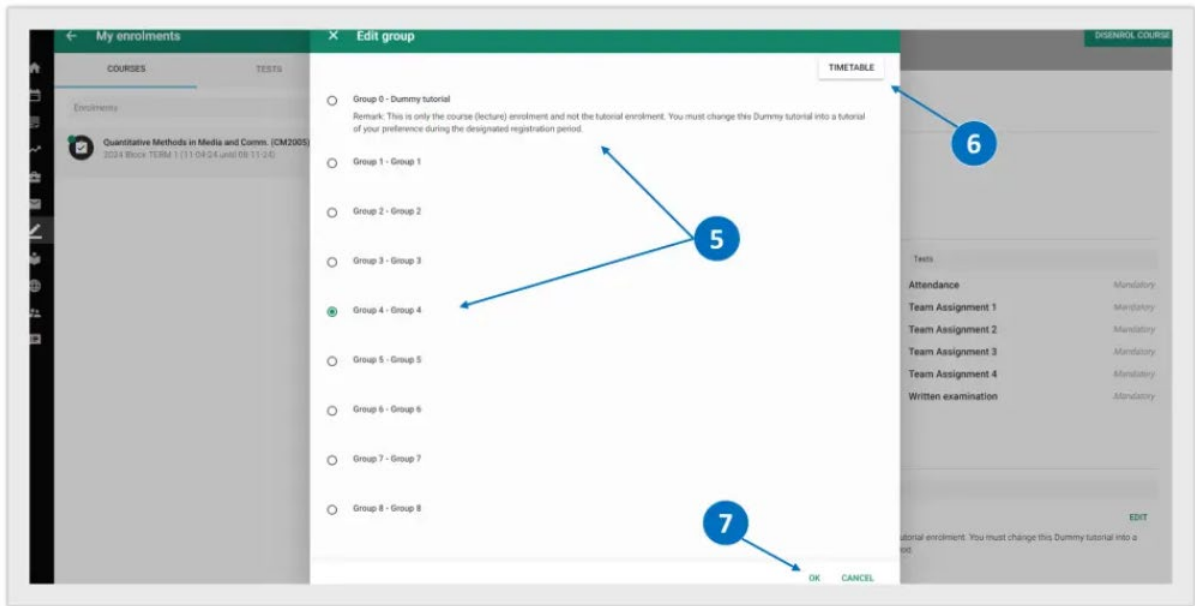 My enrolments
COURSES
TESTS
Enrolments
Quantitative Methods in Media and Comm. (CM2005)
2024 Block TERM 1 (11-04-24 until 08-11-24)
Edit group
TIMETABLE
Group 0 - Dummy tutorial
Remark: This is only the course (lecture) enrolment and not the tutorial enrolment. You must change this Dummy tutorial into a tutorial
of your preference during the designated registration period.
Group 1 - Group 1
Group 2 - Group 2
Group 3 - Group 3
Group 4 - Group 4
Group 5 - Group 5
Group 6 - Group 6
Group 7 - Group 7
Group 8 - Group 8
OK
CANCEL
5
6
7
DISENROL COURSE
Tests
Attendance
Mandatory
Team Assignment 1
Mandatory
Team Assignment 2
Mandatory
Team Assignment 3
Mandatory
Team Assignment 4
Mandatory
Written examination
Mandatory
EDIT
utorial enrolment. You must change this Dummy tutorial into a